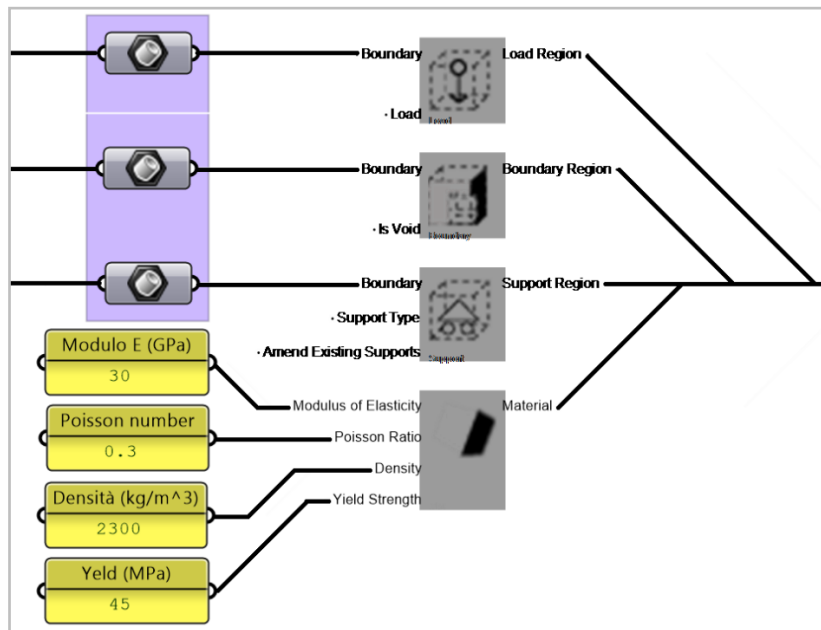 Boundary
Load Region
· Load
Boundary
Boundary Region
· Is Void
Boundary
Support Region
· Support Type
· Amend Existing Supports
Support
Modulo E (GPa)
30
Modulus of Elasticity
Material
Poisson number
0.3
Poisson Ratio
Density
Densità (kg/m^3)
2300
Yield Strength
Yeld (MPa)
45